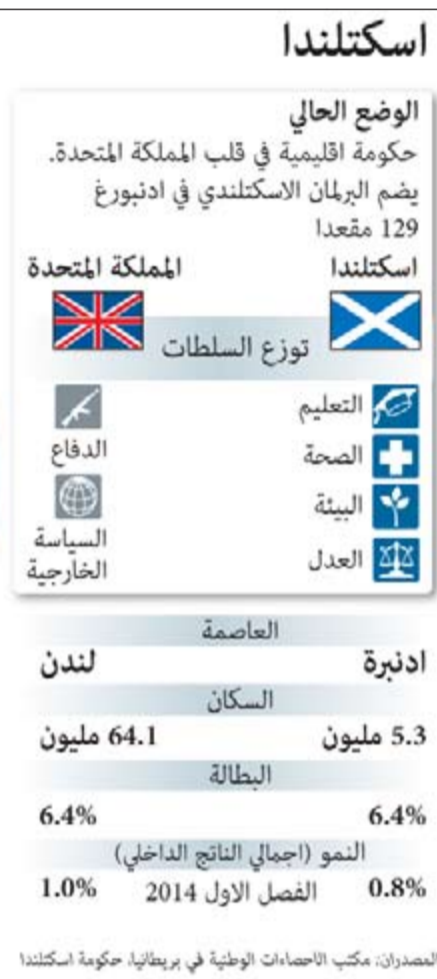 اسكتلندا
الوضع الحالي
حكومة اقليمية في قلب المملكة المتحدة.
يضم البرلمان الاسكتلندي في ادنبورغ
129 مقعدا
اسكتلندا المملكة المتحدة
توزع السلطات
التعليم
الصحة
البيئة
العدل
الدفاع
السياسة
الخارجية
العاصمة
ادنبرة لندن
السكان
5.3 مليون 64.1 مليون
البطالة
6.4% 6.4%
النمو (اجمالي الناتج الداخلي)
0.8% الفصل الاول 2014 1.0%
المصدران: مكتب الاحصاءات الوطنية في بريطانيا، حكومة اسكتلندا